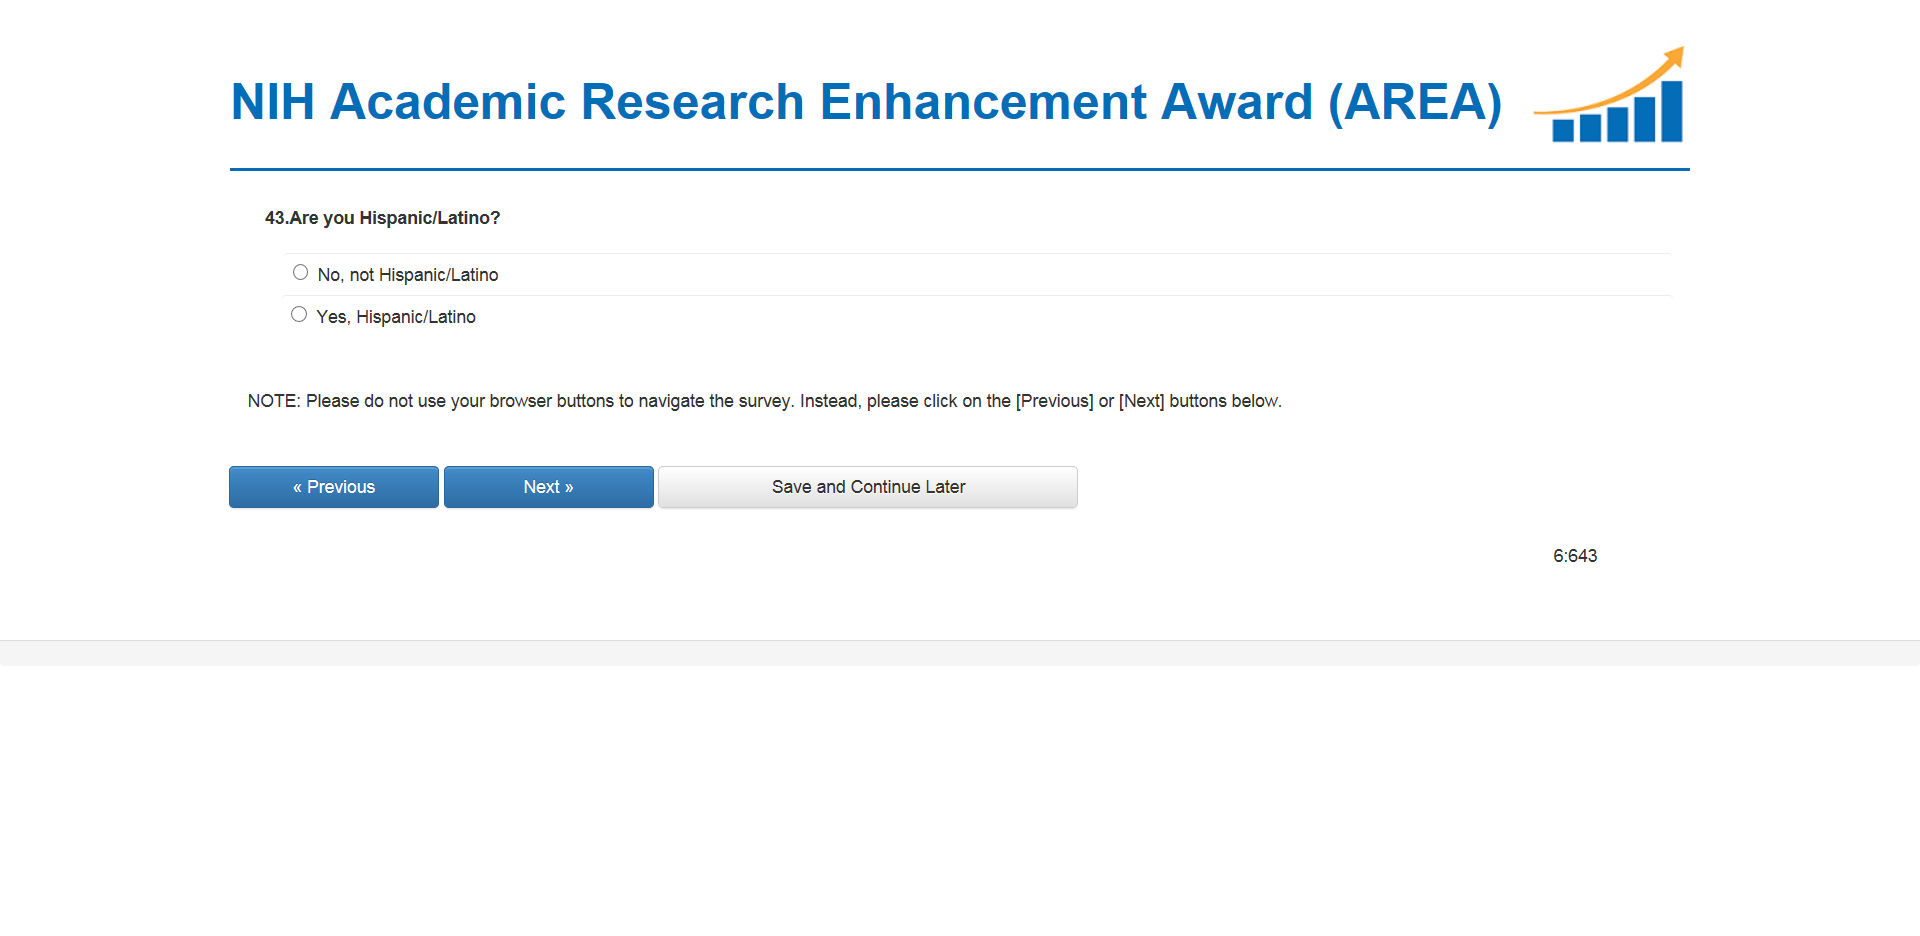 NIH Academic Research Enhancement Award (AREA)
43.Are you Hispanic/Latino?
No, not Hispanic/Latino
Yes, Hispanic/Latino
NOTE: Please do not use your browser buttons to navigate the survey. Instead, please click on the [Previous] or [Next] buttons below.
« Previous
Next »
Save and Continue Later
6:643